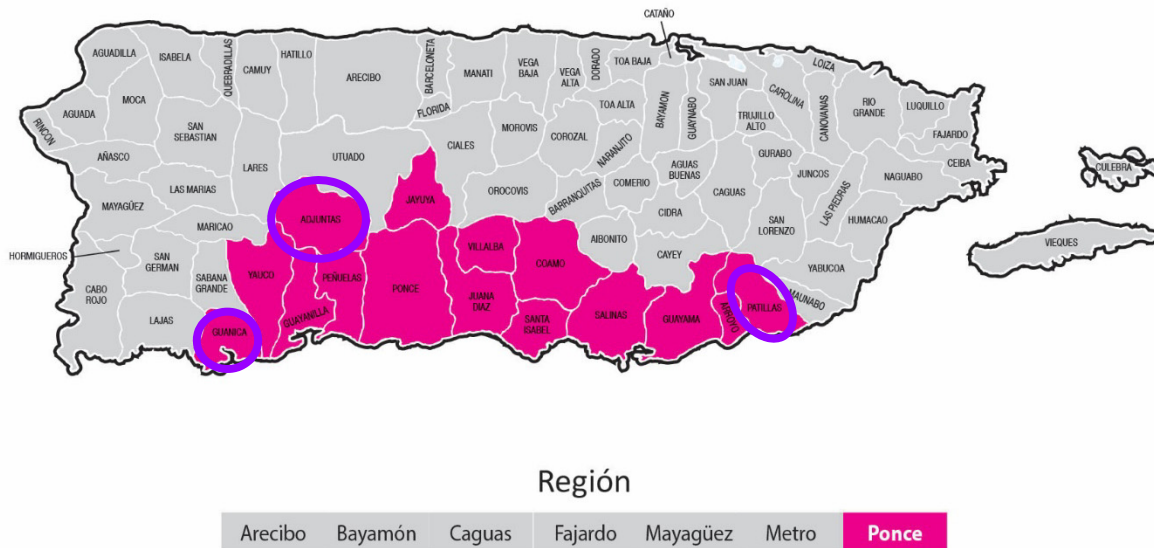 CATAÑO
AGUADILLA
ISABELA
QUEBRADILLAS
CAMUY
HATILLO
ARECIBO
BARCELONETA
MANATI
VEGA
BAJA
VEGA
ALTA
DORADO
TOA BAJA
LOIZA
MOCA
FLORIDA
TOA ALTA
BAYAMON
GUAYNABO
SAN JUAN
CAROLINA
CANOVANAS
RIO
GRANDE
LUQUILLO
AGUADA
RINCON
SAN
SEBASTIAN
MOROVIS
COROZAL
TRUJILLO
ALTO
FAJARDO
AÑASCO
LARES
UTUADO
CIALES
NARANJITO
AGUAS
BUENAS
GURABO
JUNCOS
CEIBA
CULEBRA
LAS MARIAS
JAYUYA
OROCOVIS
BARRANQUITAS
COMERIO
CAGUAS
LAS PIEDRAS
NAGUABO
MAYAGÜEZ
MARICAO
ADJUNTAS
CIDRA
SAN
LORENZO
HUMACAO
HORMIGUEROS
SAN
GERMAN
VILLALBA
AIBONITO
CAYEY
VIEQUES
CABO
ROJO
SABANA
GRANDE
YAUCO
PEÑUELAS
PONCE
COAMO
YABUCOA
LAJAS
GUANICA
GUAYANILLA
JUANA
DIAZ
SANTA
ISABEL
SALINAS
GUAYAMA
ARROYO
PATILLAS
MAUNABO
Región
Arecibo Bayamón Caguas Fajardo Mayagüez Metro Ponce